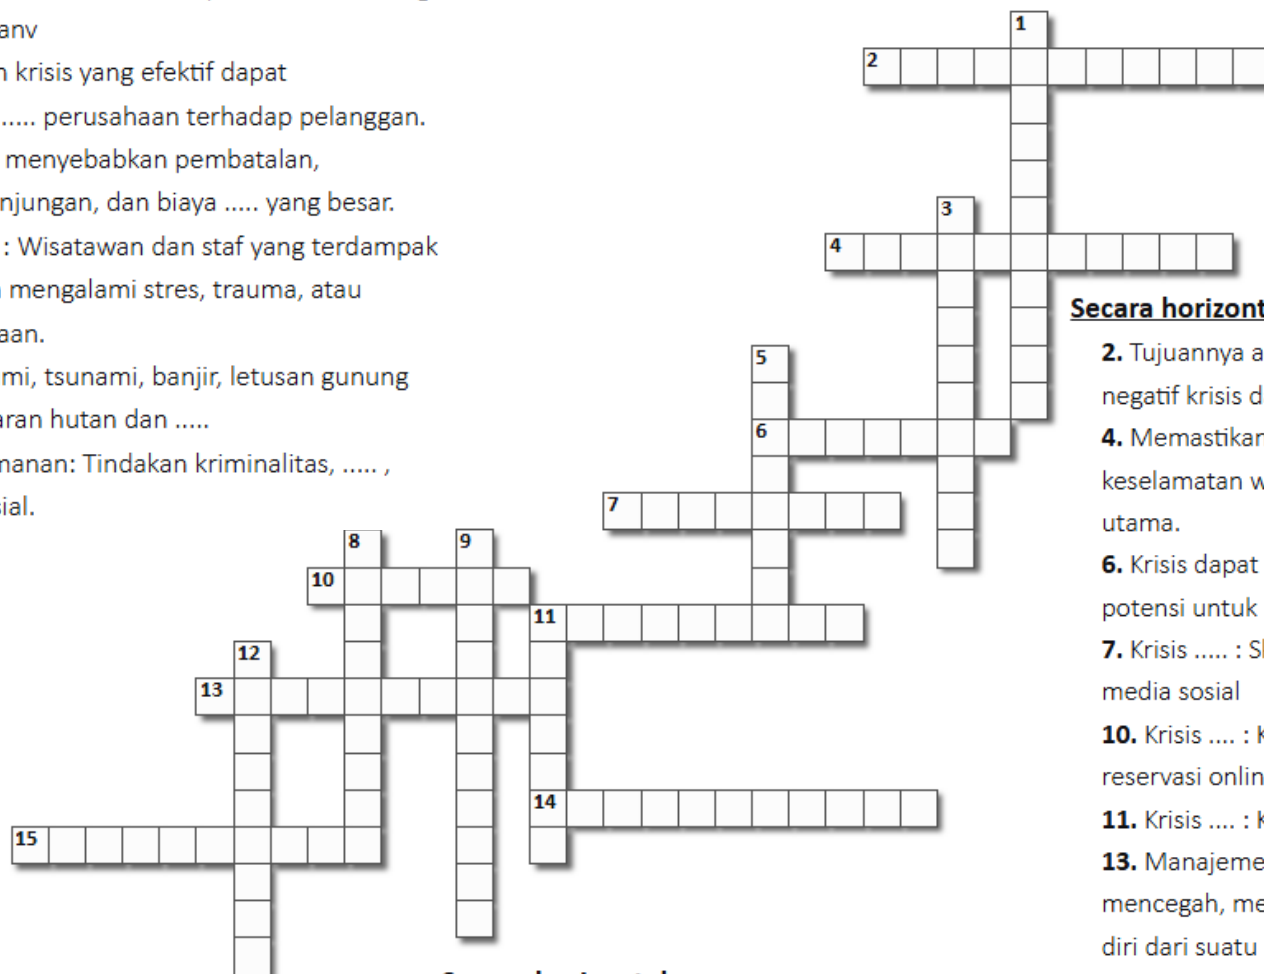 anv
krisis yang efektif dapat
..... perusahaan terhadap pelanggan.
menyebabkan pembatalan,
njungan, dan biaya ..... yang besar.
: Wisatawan dan staf yang terdampak
mengalami stres, trauma, atau
aan.
mi, tsunami, banjir, letusan gunung
aran hutan dan .....
manan: Tindakan kriminalitas, ..... ,
sial.
1
2
3
4
5
6
7
8
9
10
11
12
13
14
15
Secara horizont
2. Tujuannya a
negatif krisis d
4. Memastikan
keselamatan w
utama.
6. Krisis dapat
potensi untuk
7. Krisis ..... : Sl
media sosial
10. Krisis .... : K
reservasi onlin
11. Krisis .... : K
13. Manajeme
mencegah, me
diri dari suatu